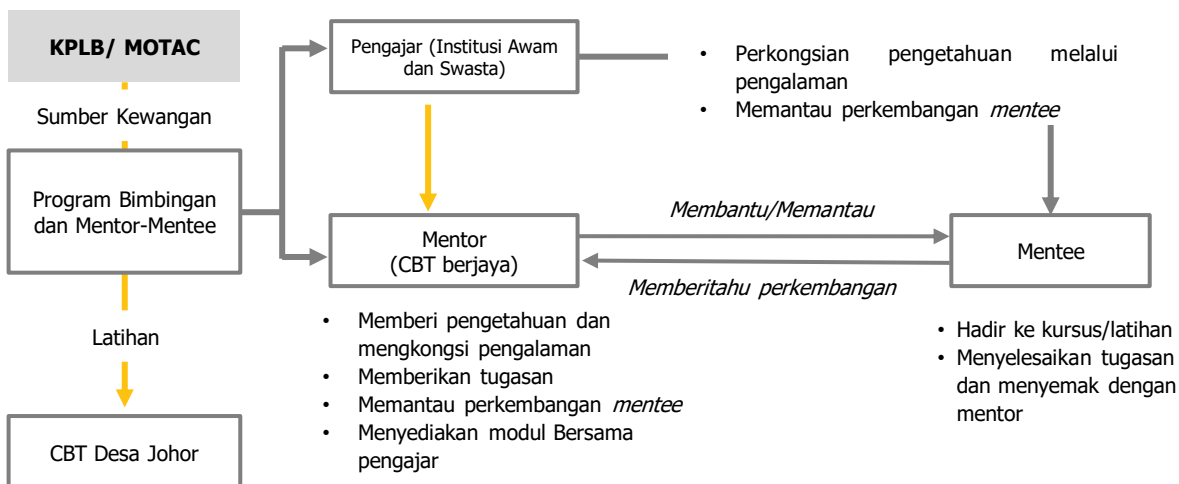 KPLB/ MOTAC
Sumber Kewangan
Program Bimbingan
dan Mentor-Mentee
Latihan
CBT Desa Johor
Pengajar (Institusi Awam
dan Swasta)
• Perkongsian pengetahuan melalui
pengalaman
• Memantau perkembangan mentee
Mentor
(CBT berjaya)
Membantu/Memantau
Memberitahu perkembangan
Mentee
• Memberi pengetahuan dan
mengkongsi pengalaman
• Memberikan tugasan
• Memantau perkembangan mentee
• Menyediakan modul Bersama
pengajar
• Hadir ke kursus/latihan
• Menyelesaikan tugasan
dan menyemak dengan
mentor